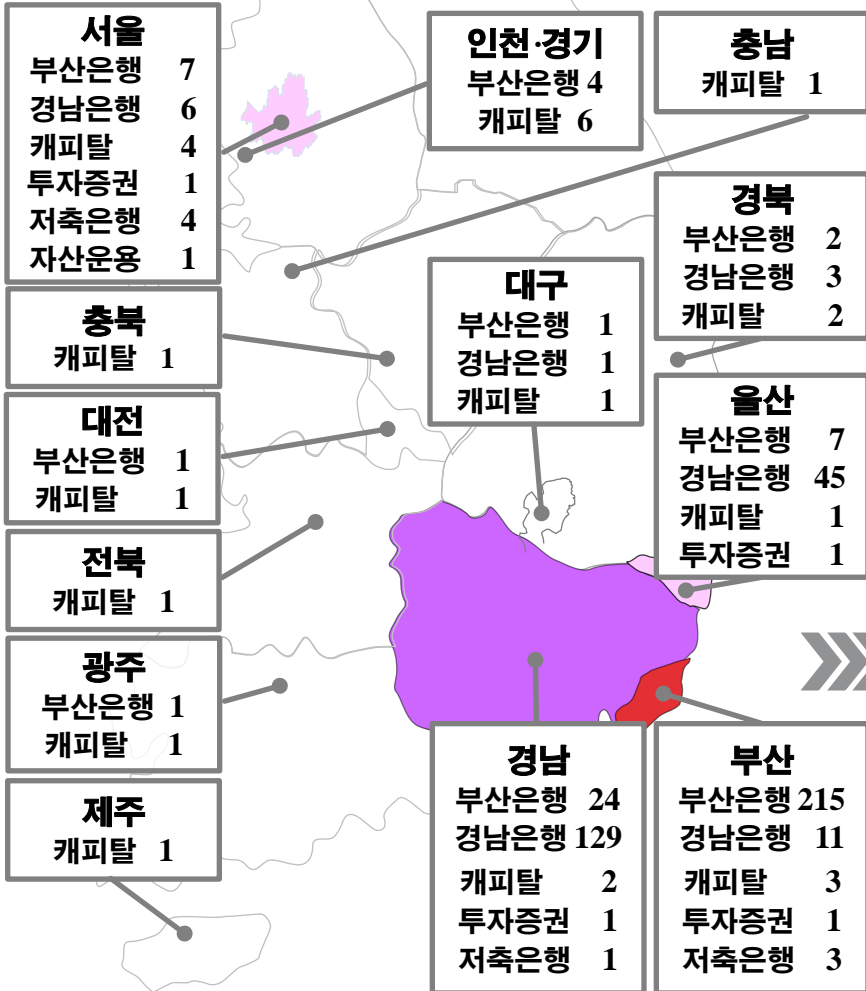 서울
부산은행 7
경남은행 6
캐피탈 4
투자증권 1
저축은행 4
자산운용 1
인천·경기
부산은행 4
캐피탈 6
충남
캐피탈 1
경북
부산은행 2
경남은행 3
캐피탈 2
대구
부산은행 1
경남은행 1
캐피탈 1
충북
캐피탈 1
울산
부산은행 7
경남은행 45
캐피탈 1
투자증권 1
대전
부산은행 1
캐피탈 1
전북
캐피탈 1
광주
부산은행 1
캐피탈 1
제주
캐피탈 1
경남
부산은행 24
경남은행 129
캐피탈 2
투자증권 1
저축은행 1
부산
부산은행 215
경남은행 11
캐피탈 3
투자증권 1
저축은행 3